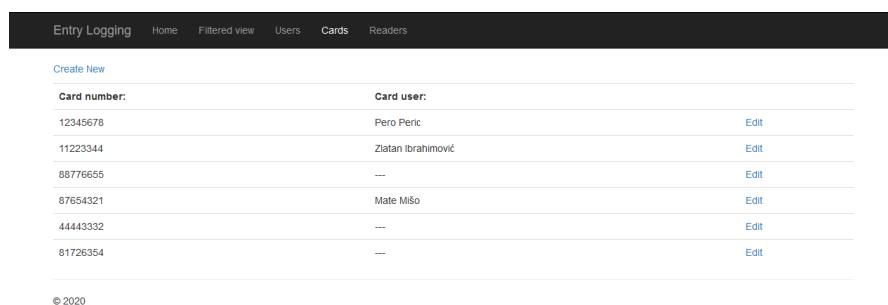 Entry Logging Home Filtered view Users Cards Readers
Create New
Card number: Card user:
12345678 Pero Peric Edit
11223344 Zlatan Ibrahimović Edit
88776655 --- Edit
87654321 Mate Mišo Edit
44443332 --- Edit
81726354 --- Edit
© 2020